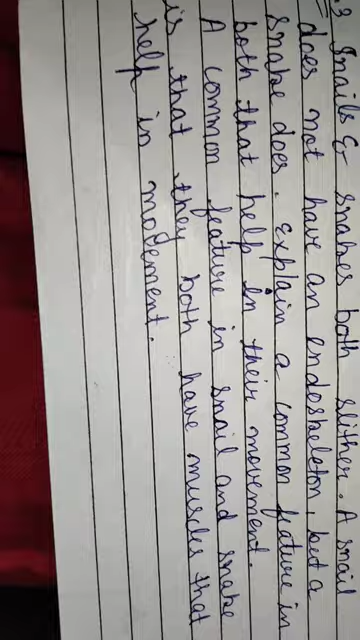 .3 Snails & snakes both slither. A snail
does not have an endoskeleton, but a
snake does. Explain a common feature in
both that help in their movement.
A common feature in snail and snake
is that they both have muscles that
help in movement.